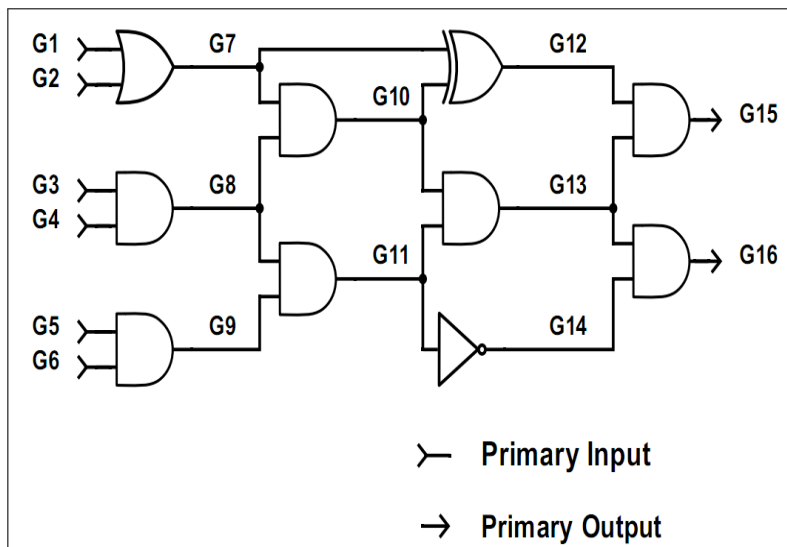 G1
G2
G3
G4
G5
G6
G7
G8
G9
G10
G11
G12
G13
G14
G15
G16
Primary Input
Primary Output